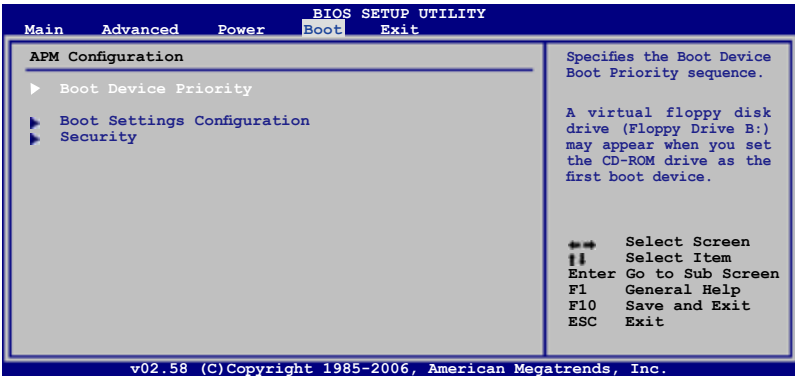 BIOS SETUP UTILITY
Main Advanced Power Boot Exit
APM Configuration
Boot Device Priority
Boot Settings Configuration
Security
Specifies the Boot Device
Boot Priority sequence.
A virtual floppy disk
drive (Floppy Drive B:)
may appear when you set
the CD-ROM drive as the
first boot device.
Select Screen
Select Item
Enter Go to Sub Screen
F1 General Help
F10 Save and Exit
ESC Exit
v02.58 (C)Copyright 1985-2006, American Megatrends, Inc.